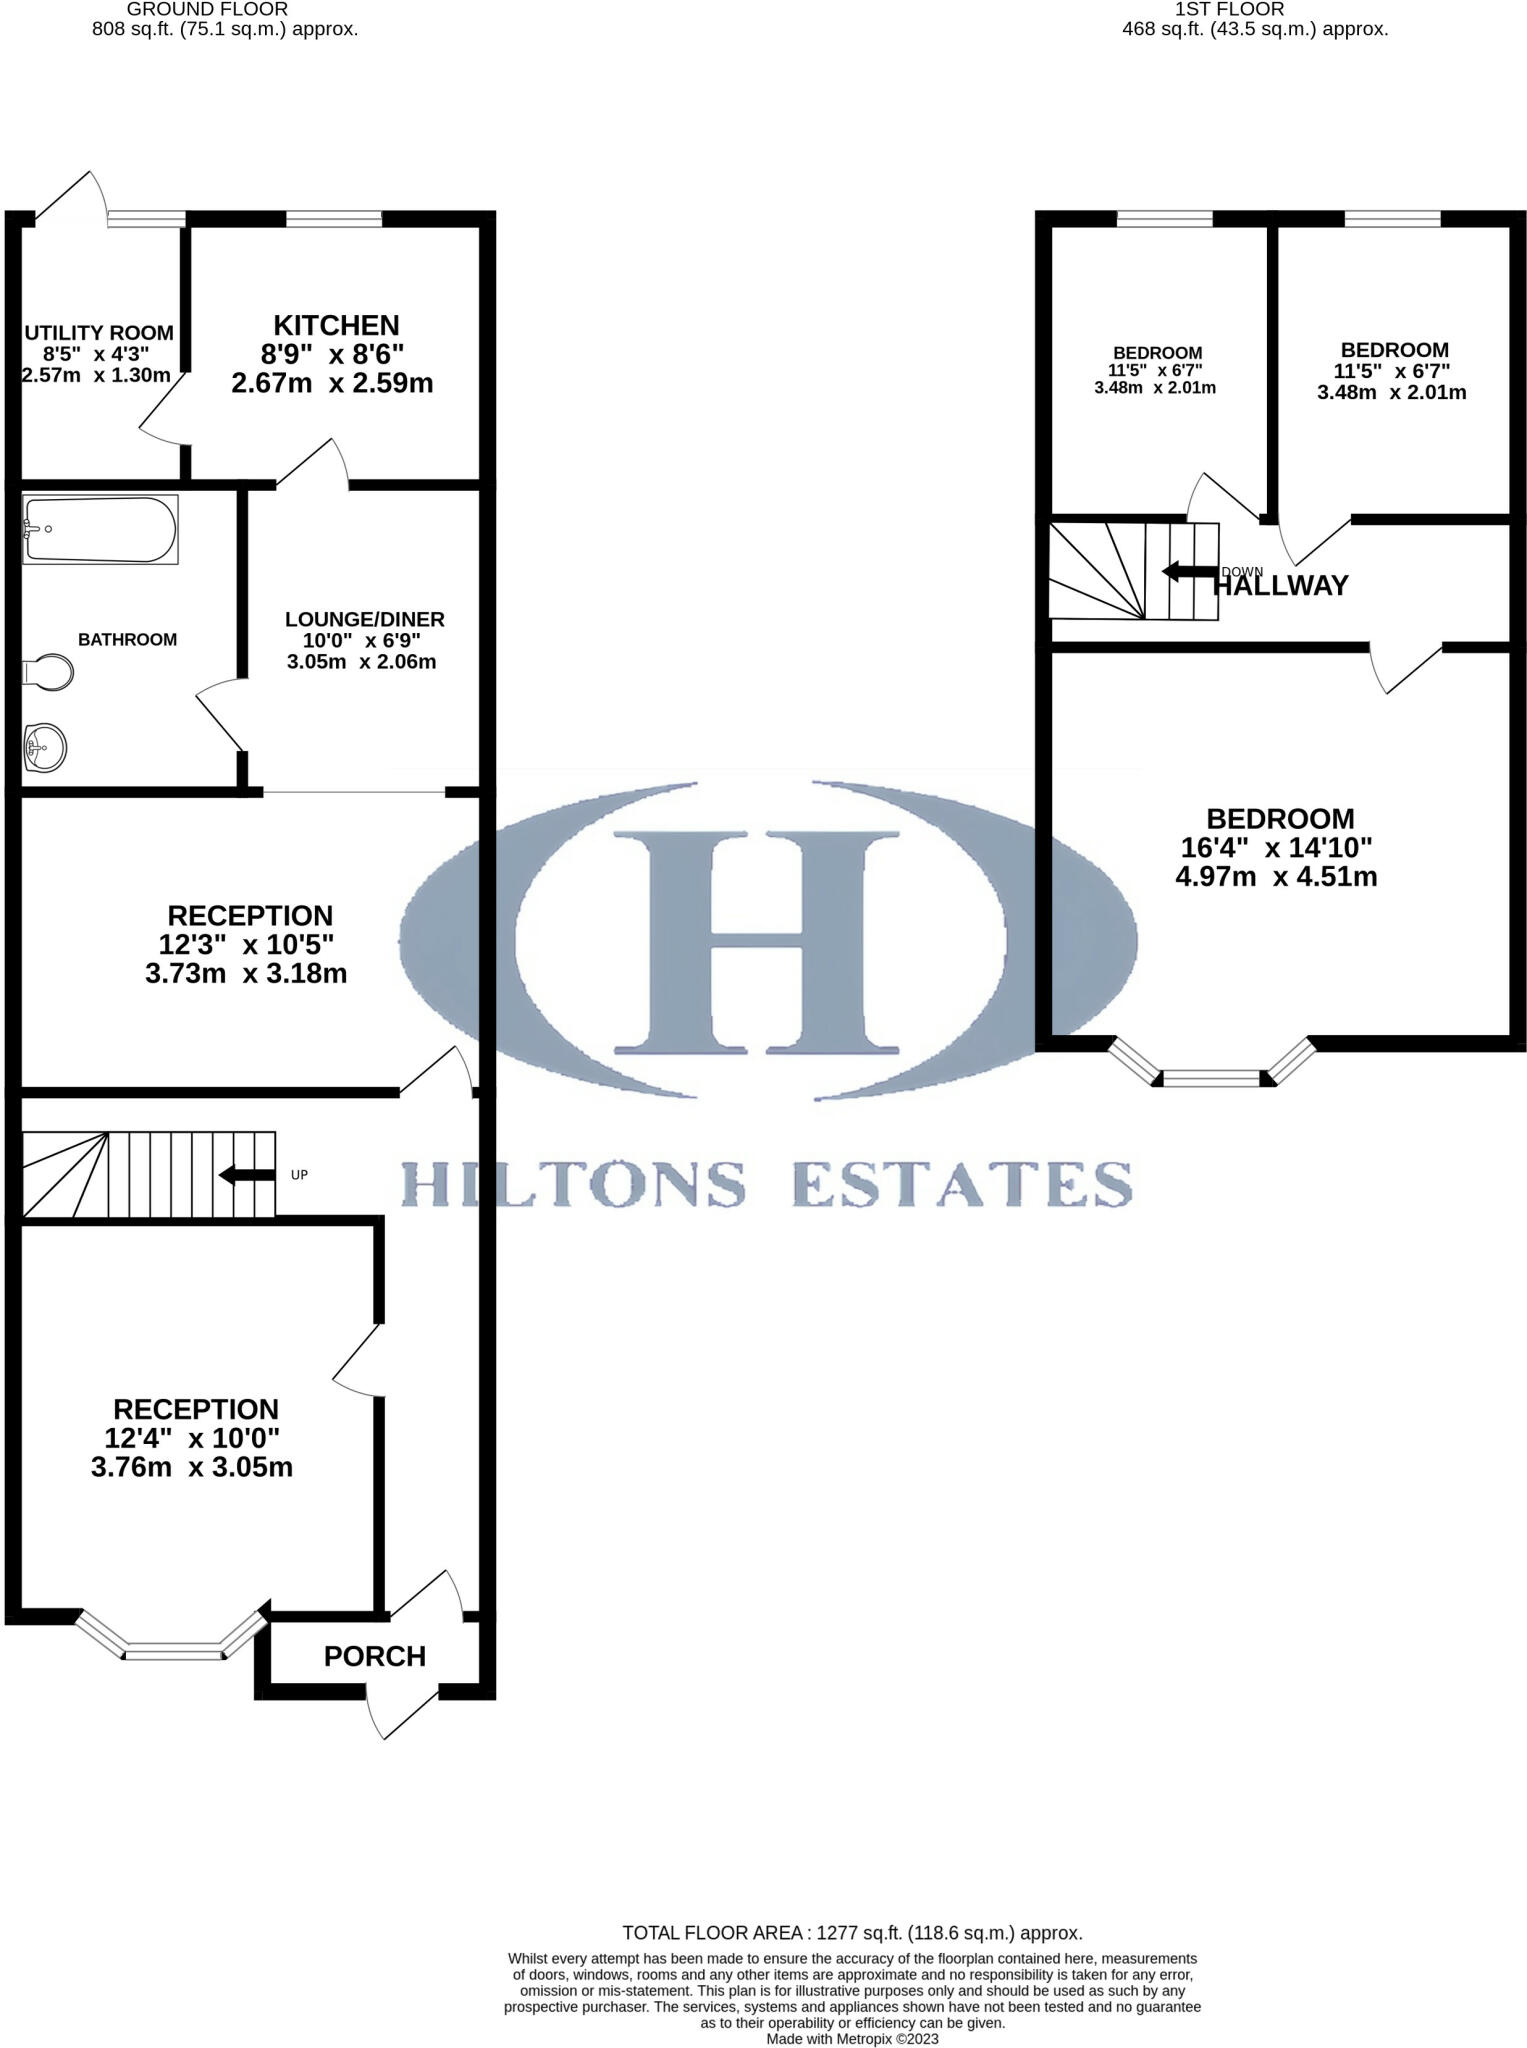 GROUND FLOOR
808 sq.ft. (75.1 sq.m.) approx.
1ST FLOOR
468 sq.ft. (43.5 sq.m.) approx.
UTILITY ROOM
8'5" x 4'3"
2.57m x 1.30m
KITCHEN
8'9" x 8'6"
2.67m x 2.59m
BATHROOM
LOUNGE/DINER
10'0" x 6'9"
3.05m x 2.06m
RECEPTION
12'3" x 10'5"
3.73m x 3.18m
UP
RECEPTION
12'4" x 10'0"
3.76m x 3.05m
PORCH
BEDROOM
11'5" x 6'7"
3.48m x 2.01m
BEDROOM
11'5" x 6'7"
3.48m x 2.01m
DOWN
HALLWAY
BEDROOM
16'4" x 14'10"
4.97m x 4.51m
H
HILTONS ESTATES
TOTAL FLOOR AREA : 1277 sq.ft. (118.6 sq.m.) approx.
Whilst every attempt has been made to ensure the accuracy of the floorplan contained here, measurements
of doors, windows, rooms and any other items are approximate and no responsibility is taken for any error,
omission or mis-statement. This plan is for illustrative purposes only and should be used as such by any
prospective purchaser. The services, systems and appliances shown have not been tested and no guarantee
as to their operability or efficiency can be given.
Made with Metropix ©2023